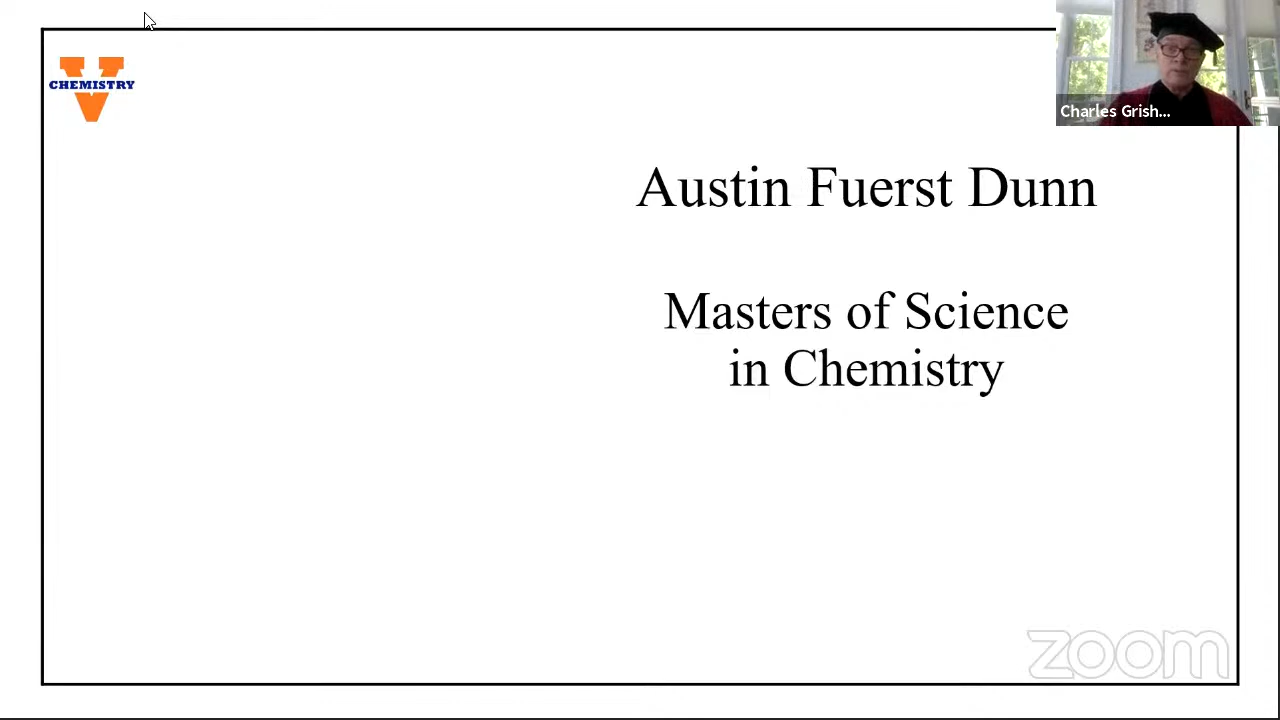 CHEMISTRY
Charles Grish...
Austin Fuerst Dunn
Masters of Science
in Chemistry
zoom